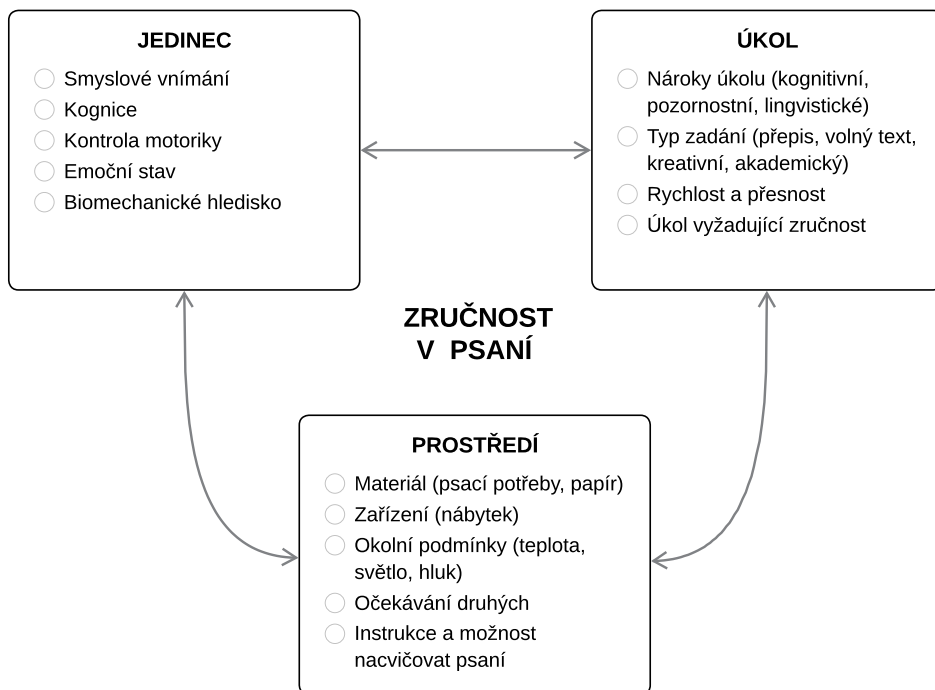 JEDINEC
Smyslové vnímání
Kognice
Kontrola motoriky
Emoční stav
Biomechanické hledisko
ÚKOL
Nároky úkolu (kognitivní,
pozornostní, lingvistické)
Typ zadání (přepis, volný text,
kreativní, akademický)
Rychlost a přesnost
Úkol vyžadující zručnost
ZRUČNOST
V PSANÍ
PROSTŘEDÍ
Materiál (psací potřeby, papír)
Zařízení (nábytek)
Okolní podmínky (teplota,
světlo, hluk)
Očekávání druhých
Instrukce a možnost
nacvičovat psaní